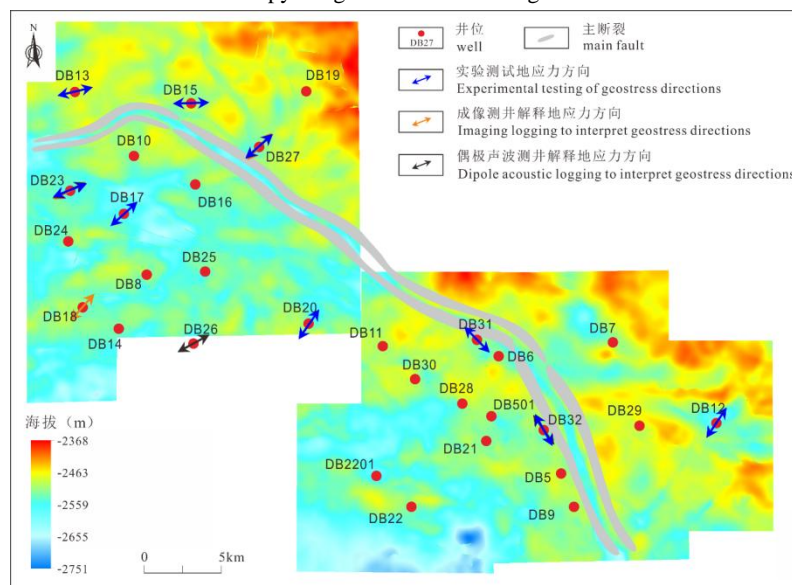 N
DB13
DB15
DB19
DB10
DB27
DB23
DB17
DB16
DB24
DB25
DB8
DB18
DB20
DB14
DB26
DB11
DB31
DB7
DB6
DB30
DB28
DB501
DB32
DB29
DB12
DB21
DB2201
DB5
DB22
DB9
DB27
井位
well
主断裂
main fault
实验测试地应力方向
Experimental testing of geostress directions
成像测井解释地应力方向
Imaging logging to interpret geostress directions
偶极声波测井解释地应力方向
Dipole acoustic logging to interpret geostress directions
海拔（m）
-2368
-2463
-2559
-2655
-2751
0 5km